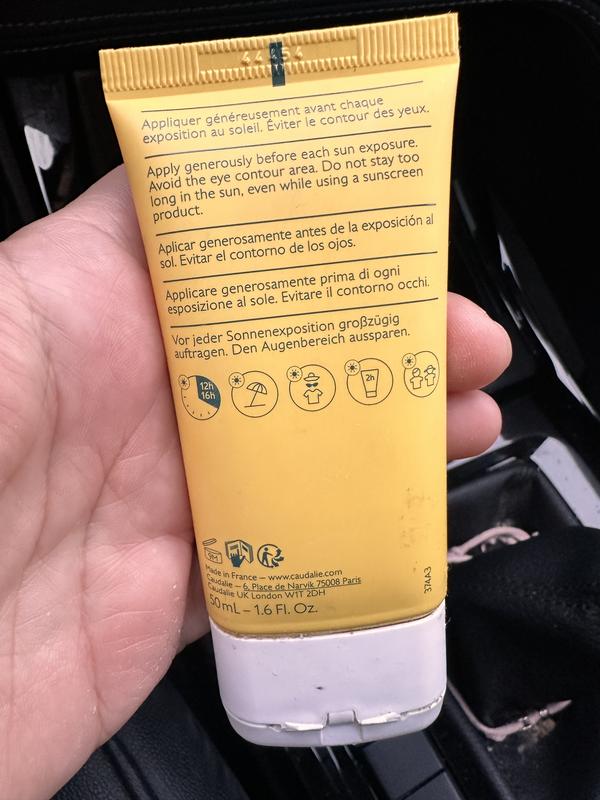 Appliquer généreusement avant chaque
exposition au soleil. Éviter le contour des yeux.
Apply generously before each sun exposure.
Avoid the eye contour area. Do not stay too
long in the sun, even while using a sunscreen
product.
Aplicar generosamente antes de la exposición al
sol. Evitar el contorno de los ojos.
Applicare generosamente prima di ogni
esposizione al sole. Evitare il contorno occhi.
Vor jeder Sonnenexposition großzügig
auftragen. Den Augenbereich aussparen.
12h
16h
2h
9M
Made in France – www.caudalie.com
Caudalie – 6, Place de Narvik 75008 Paris
Caudalie UK London W1T 2DH
50 mL – 1.6 Fl. Oz.
374A3